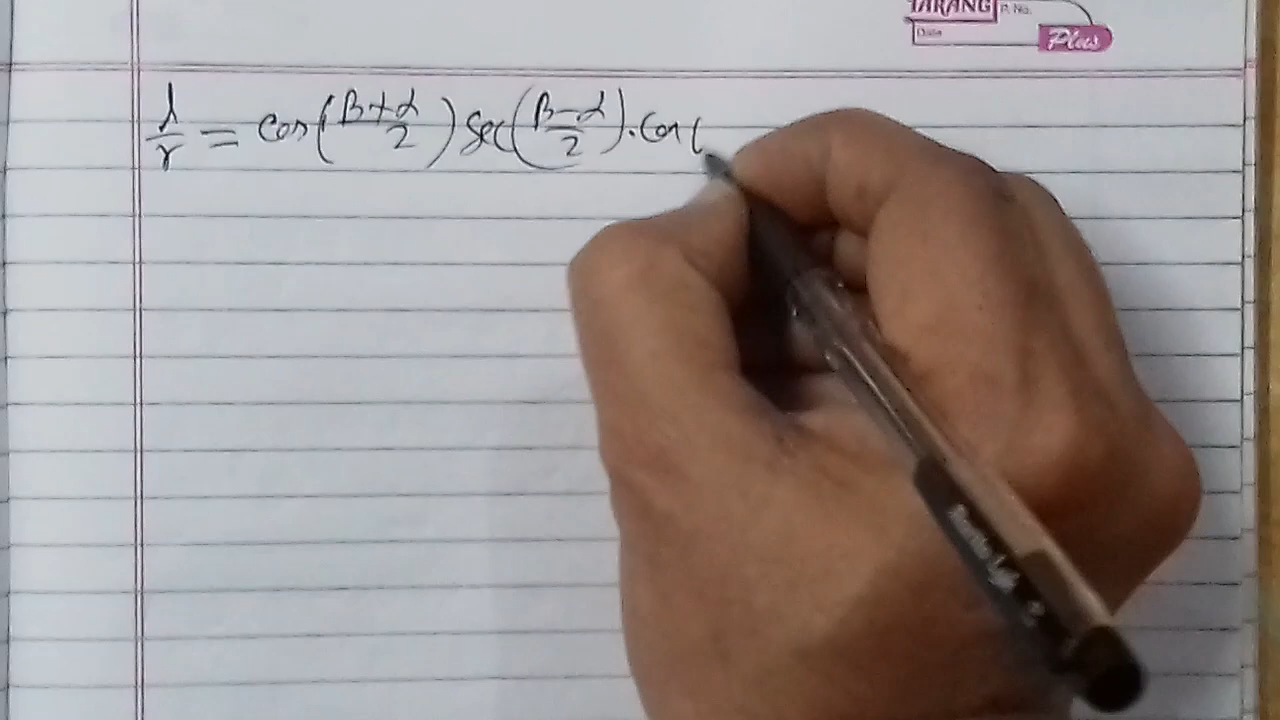 TARANG P. No.
Date Plus
l/r = cos((β+α)/2) sec((β-α)/2) . cos(